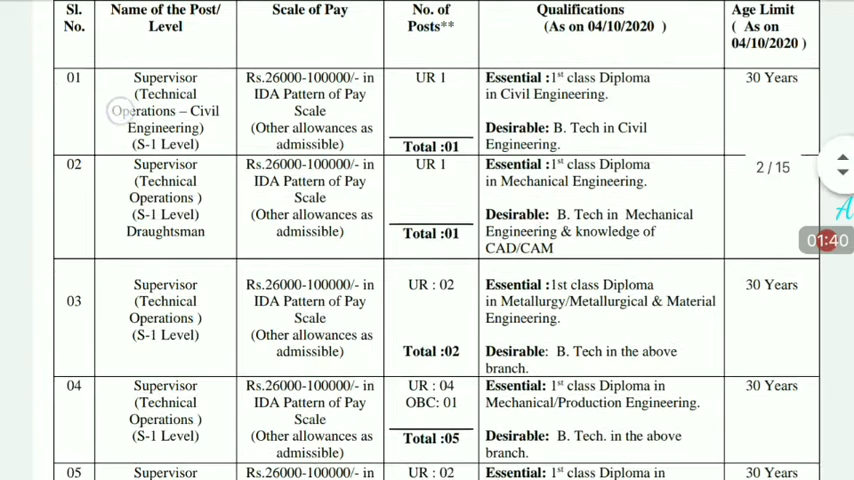 Sl. No. Name of the Post/ Level Scale of Pay No. of Posts** Qualifications (As on 04/10/2020 ) Age Limit ( As on 04/10/2020 )
01 Supervisor (Technical Operations – Civil Engineering) (S-1 Level) Rs.26000-100000/- in IDA Pattern of Pay Scale (Other allowances as admissible) UR 1 Total :01 Essential :1st class Diploma in Civil Engineering. Desirable: B. Tech in Civil Engineering. 30 Years
02 Supervisor (Technical Operations ) (S-1 Level) Draughtsman Rs.26000-100000/- in IDA Pattern of Pay Scale (Other allowances as admissible) UR 1 Total :01 Essential :1st class Diploma in Mechanical Engineering. Desirable: B. Tech in Mechanical Engineering & knowledge of CAD/CAM
2 / 15
A
01:40
03 Supervisor (Technical Operations ) (S-1 Level) Rs.26000-100000/- in IDA Pattern of Pay Scale (Other allowances as admissible) UR : 02 Total :02 Essential :1st class Diploma in Metallurgy/Metallurgical & Material Engineering. Desirable: B. Tech in the above branch. 30 Years
04 Supervisor (Technical Operations ) (S-1 Level) Rs.26000-100000/- in IDA Pattern of Pay Scale (Other allowances as admissible) UR : 04 OBC: 01 Total :05 Essential: 1st class Diploma in Mechanical/Production Engineering. Desirable: B. Tech. in the above branch. 30 Years
05 Supervisor Rs.26000-100000/- in UR : 02 Essential: 1st class Diploma in 30 Years